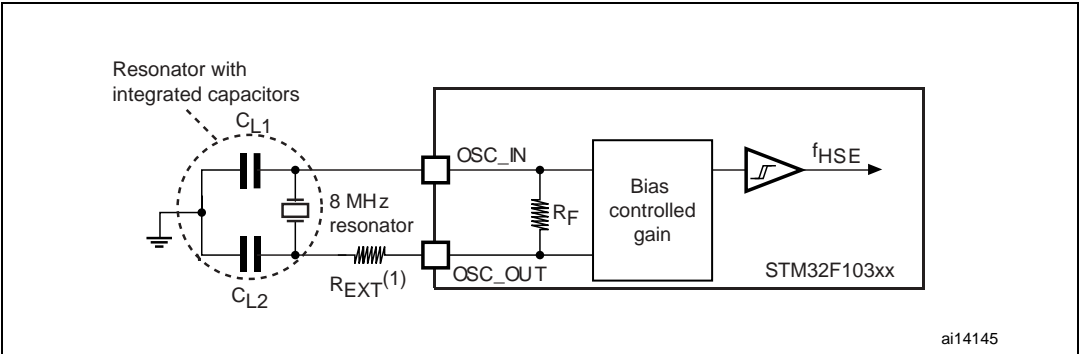 Resonator with
integrated capacitors
CL1
OSC_IN
fHSE
8 MHz
resonator
RF
Bias
controlled
gain
REXT(1)
OSC_OUT
STM32F103xx
CL2
ai14145